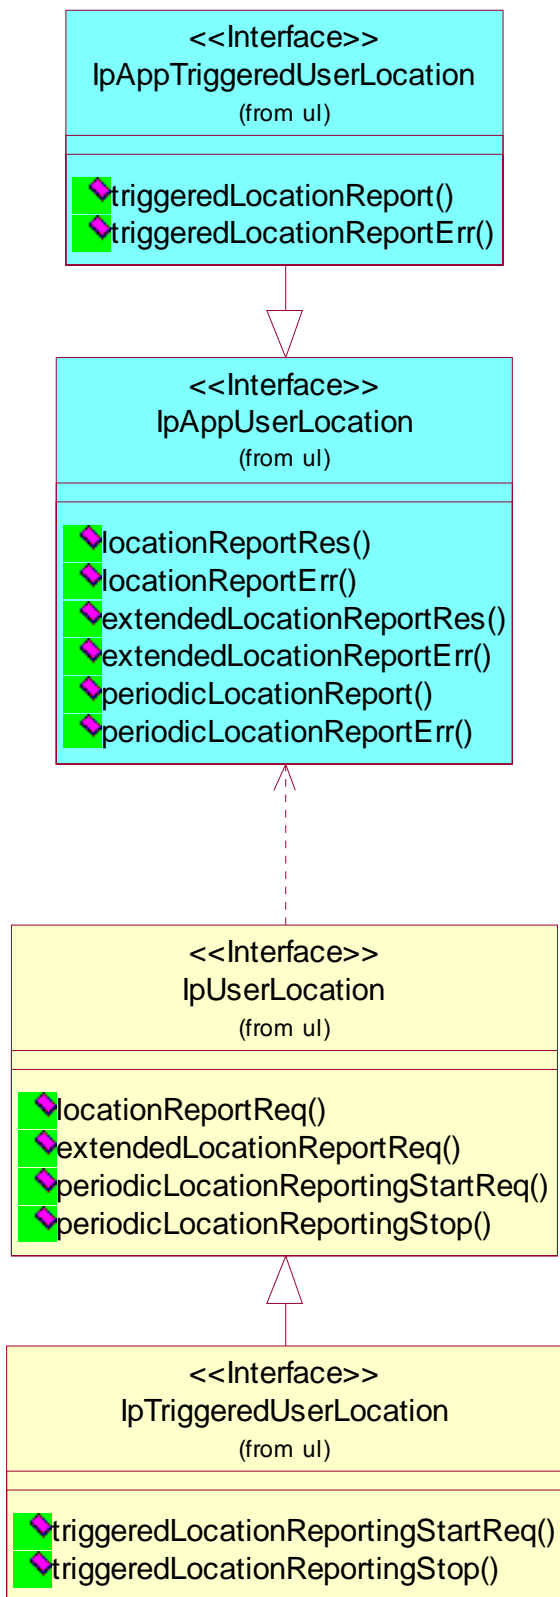 <<Interface>>
IpAppTriggeredUserLocation
(from ul)
triggeredLocationReport()
triggeredLocationReportErr()
<<Interface>>
IpAppUserLocation
(from ul)
locationReportRes()
locationReportErr()
extendedLocationReportRes()
extendedLocationReportErr()
periodicLocationReport()
periodicLocationReportErr()
<<Interface>>
IpUserLocation
(from ul)
locationReportReq()
extendedLocationReportReq()
periodicLocationReportingStartReq()
periodicLocationReportingStop()
<<Interface>>
IpTriggeredUserLocation
(from ul)
triggeredLocationReportingStartReq()
triggeredLocationReportingStop()